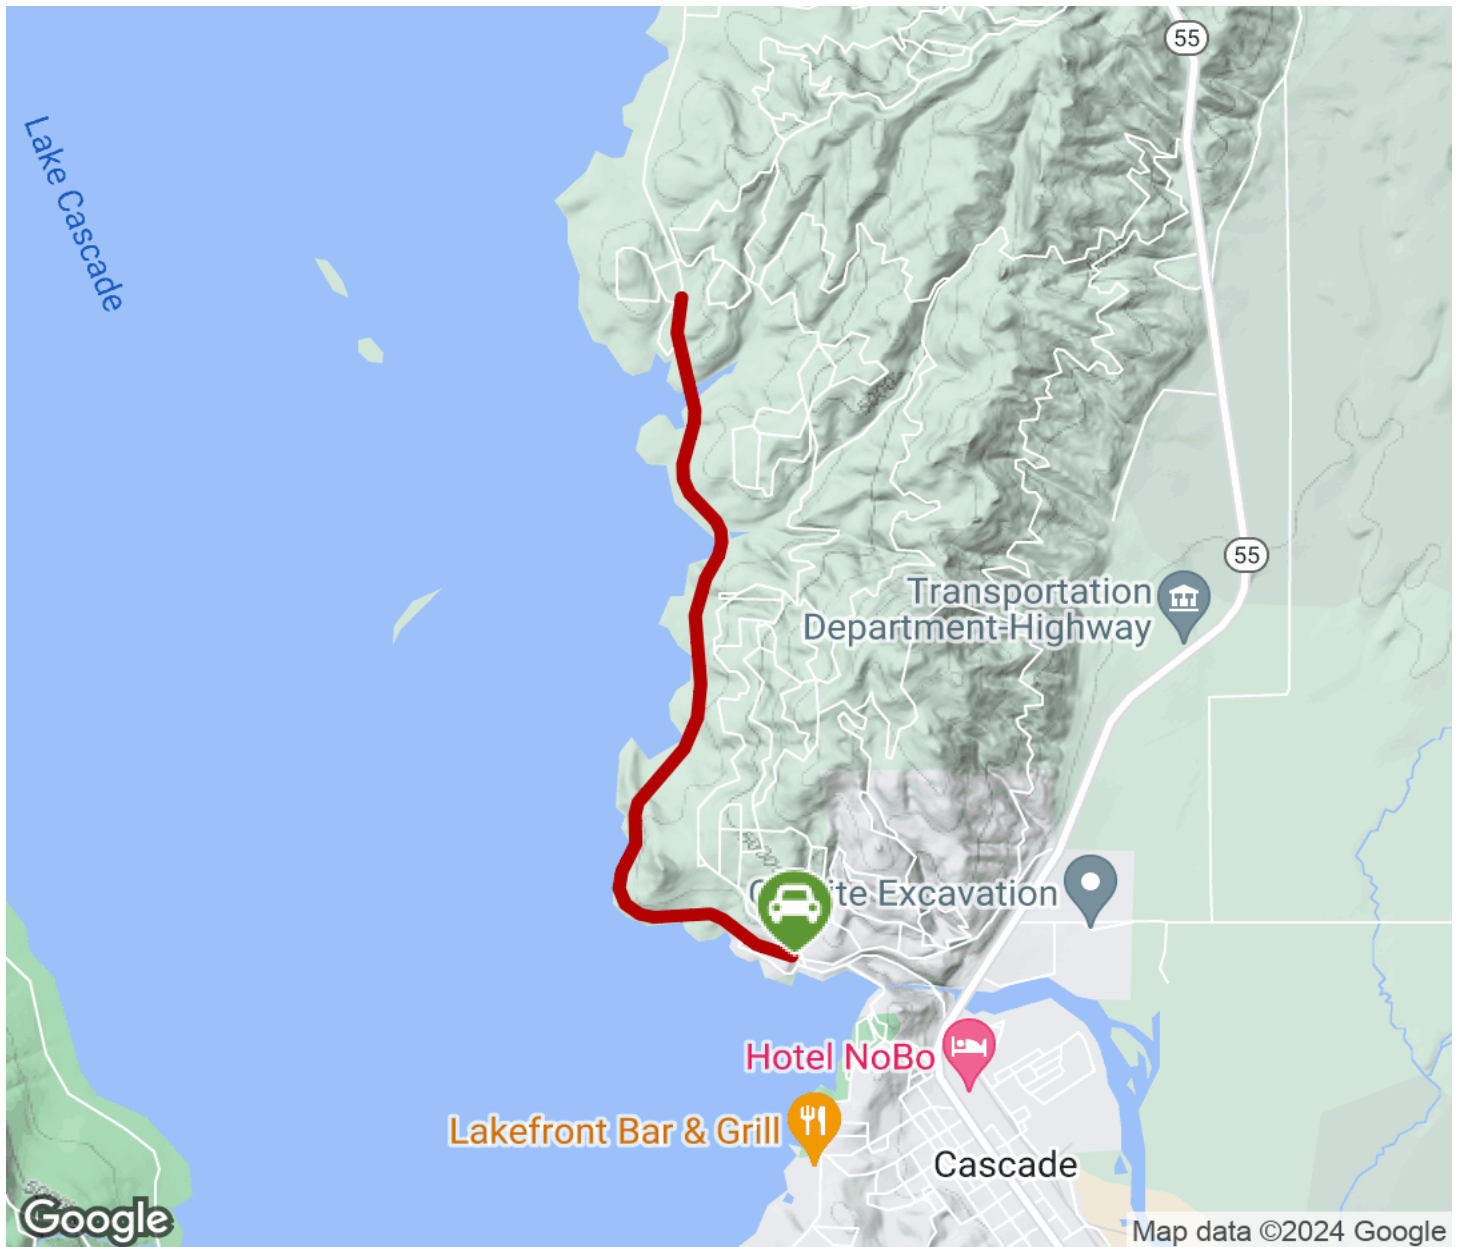 55
Lake Cascade
55
Transportation
Department-Highway
ite Excavation
Hotel NoBo
Lakefront Bar & Grill
Cascade
Google
Map data ©2024 Google